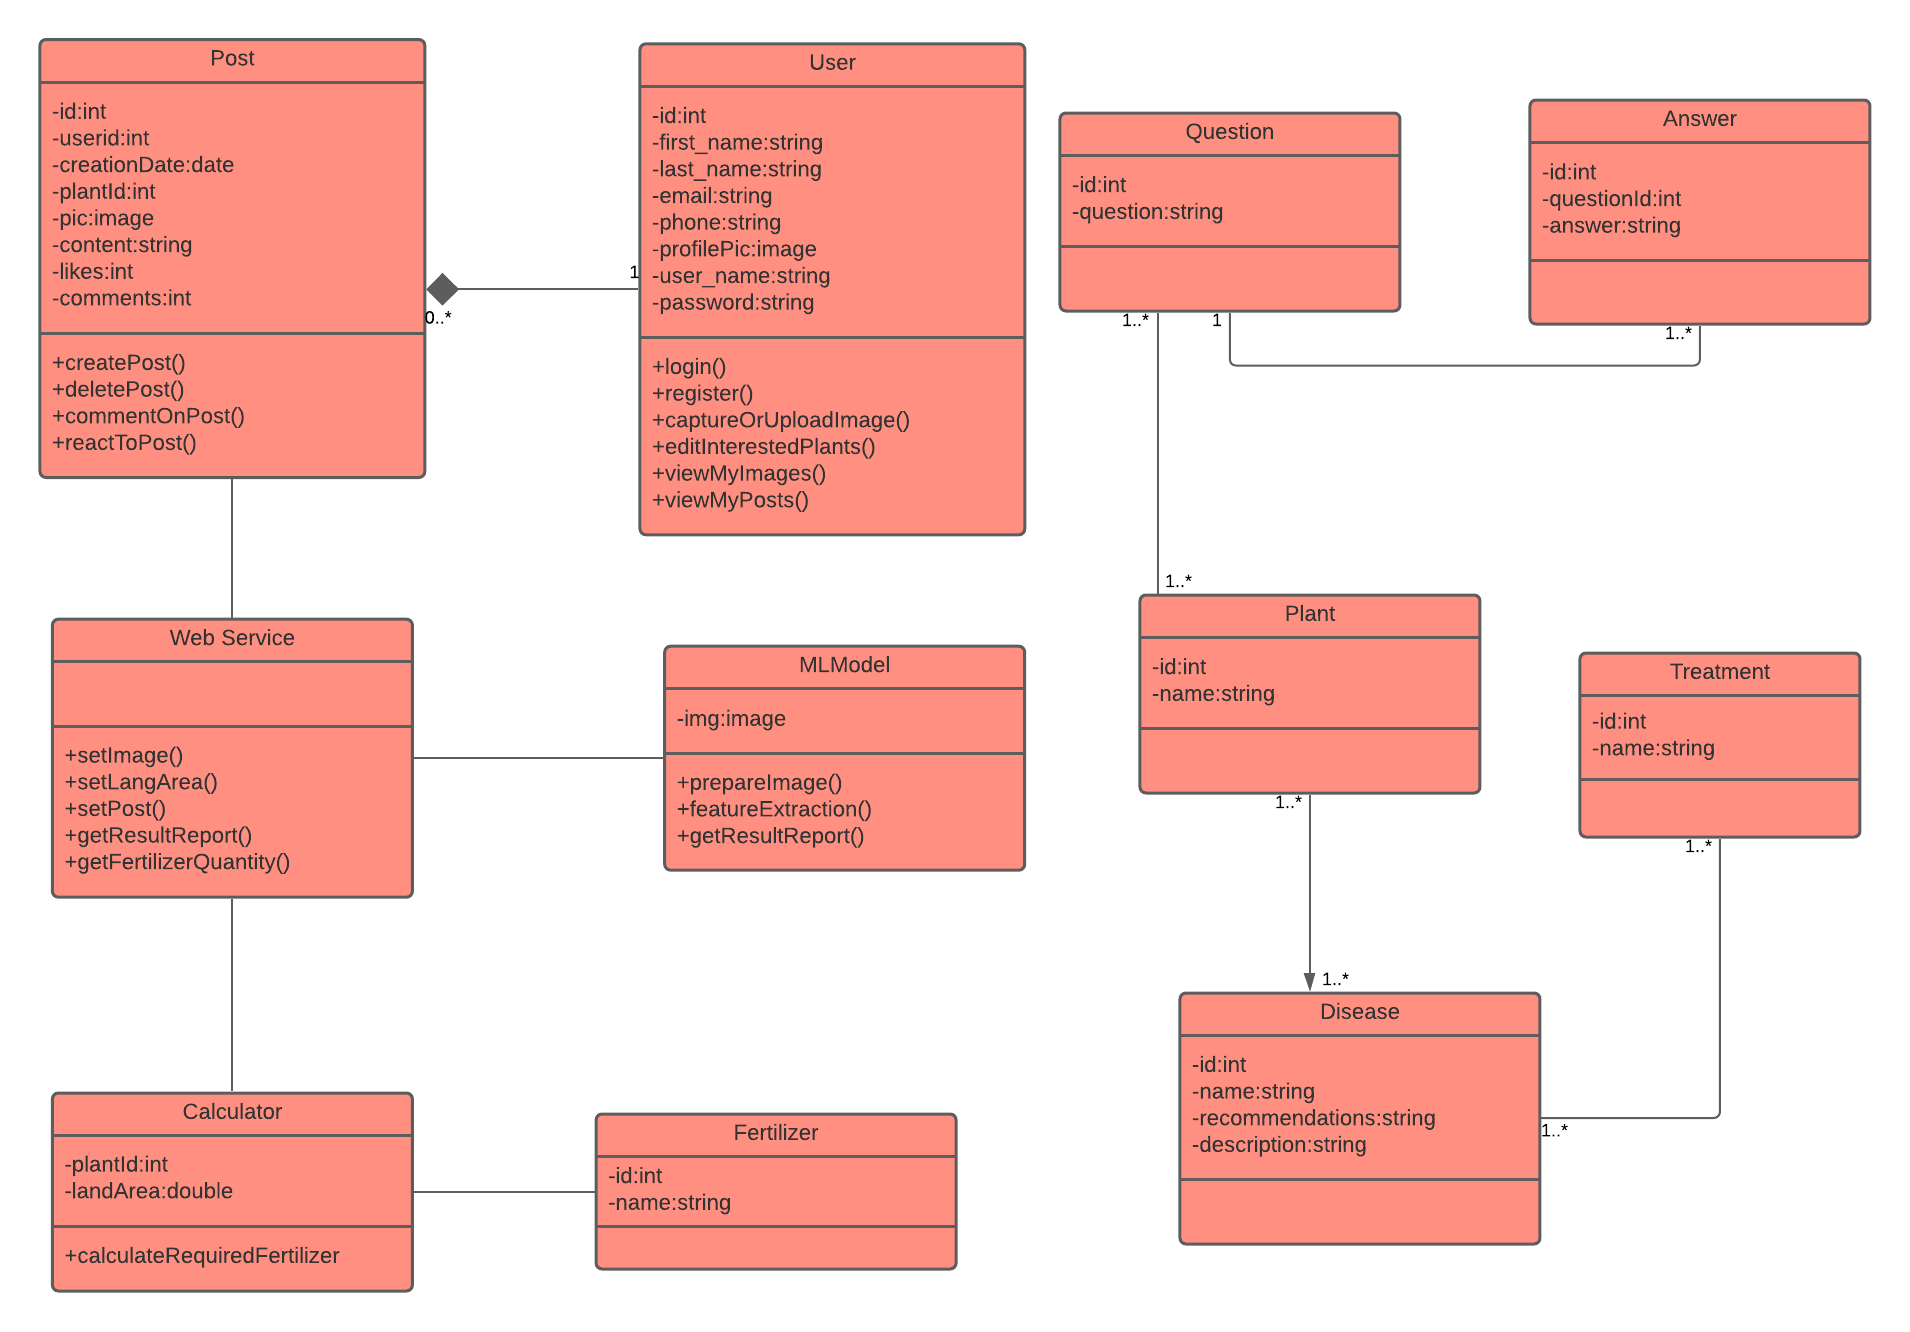 Post
-id:int
-userid:int
-creationDate:date
-plantId:int
-pic:image
-content:string
-likes:int
-comments:int
+createPost()
+deletePost()
+commentOnPost()
+reactToPost()
0..*
1
User
-id:int
-first_name:string
-last_name:string
-email:string
-phone:string
-profilePic:image
-user_name:string
-password:string
+login()
+register()
+captureOrUploadImage()
+editInterestedPlants()
+viewMyImages()
+viewMyPosts()
Question
-id:int
-question:string
1..*
1
Answer
-id:int
-questionId:int
-answer:string
1..*
Web Service
+setImage()
+setLangArea()
+setPost()
+getResultReport()
+getFertilizerQuantity()
MLModel
-img:image
+prepareImage()
+featureExtraction()
+getResultReport()
1..*
Plant
-id:int
-name:string
1..*
Treatment
-id:int
-name:string
1..*
1..*
Disease
-id:int
-name:string
-recommendations:string
-description:string
1..*
Calculator
-plantId:int
-landArea:double
+calculateRequiredFertilizer
Fertilizer
-id:int
-name:string